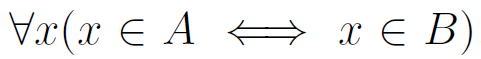 ∀x(x ∈ A ⟺ x ∈ B)